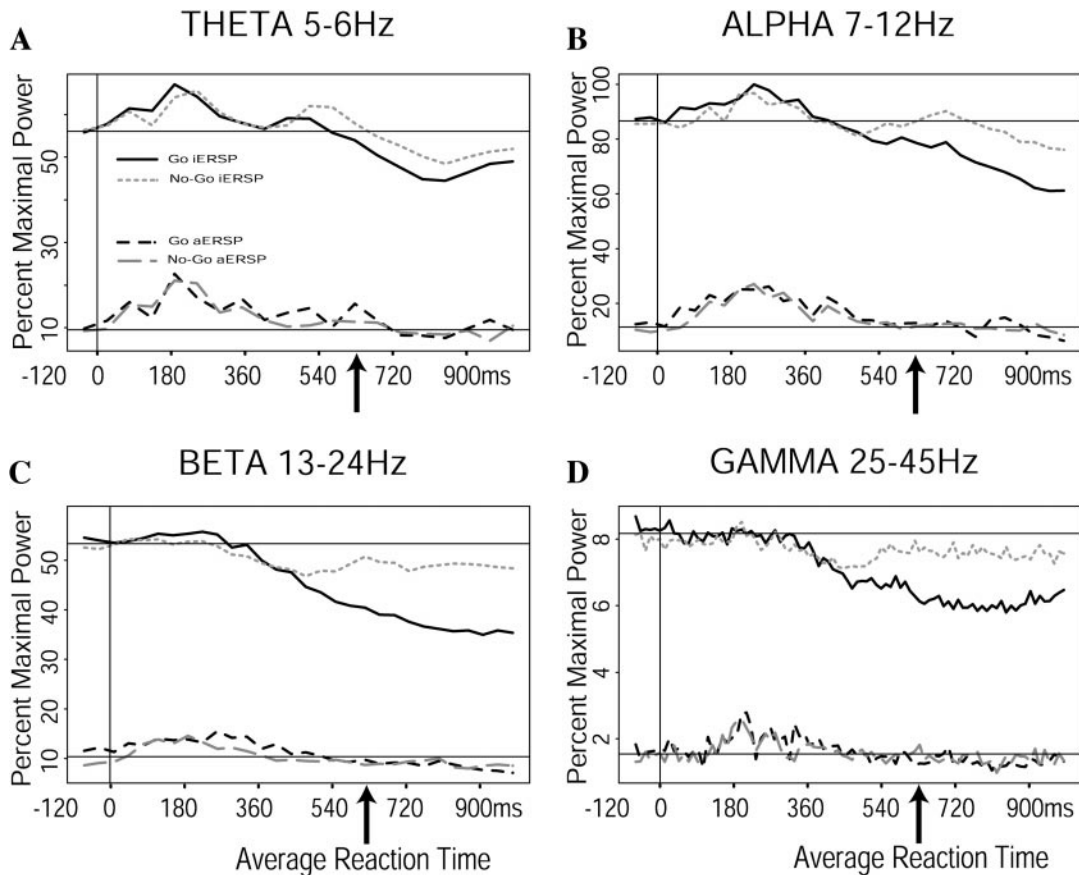 A THETA 5-6Hz
Percent Maximal Power
50
30
10
Go iERSP
No-Go iERSP
Go aERSP
No-Go aERSP
-120 0 180 360 540 720 900ms
B ALPHA 7-12Hz
Percent Maximal Power
100
80
60
40
20
-120 0 180 360 540 720 900ms
C BETA 13-24Hz
Percent Maximal Power
50
40
30
20
10
-120 0 180 360 540 720 900ms
Average Reaction Time
D GAMMA 25-45Hz
Percent Maximal Power
8
6
4
2
-120 0 180 360 540 720 900ms
Average Reaction Time